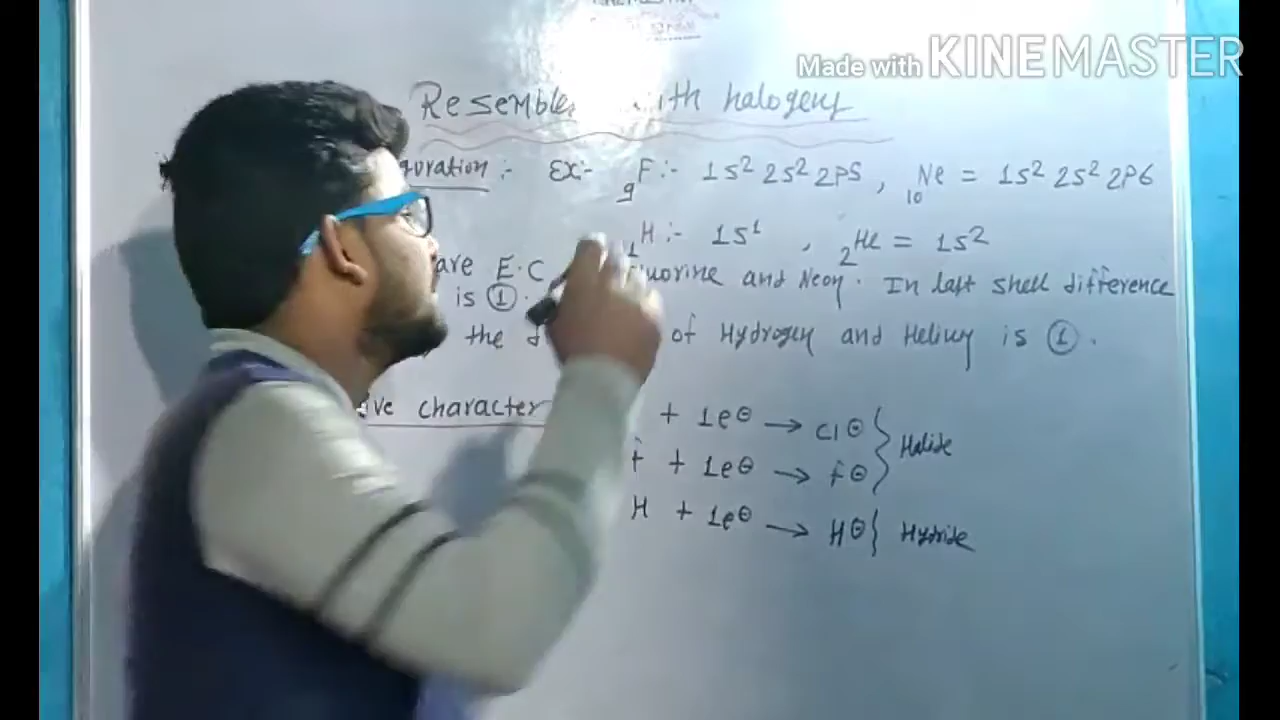 Made with KINEMASTER
Resemble with halogens
guration :- Ex:- 9F :- 1s² 2s² 2p5, 10Ne = 1s² 2s² 2p6
1H :- 1s¹, 2He = 1s²
are E.C Fluorine and Neon. In last shell difference
is ①.
the d of Hydrogen and Helium is ①.
ve character + 1e⊖ → Cl⊖ } Halide
f + 1e⊖ → f⊖
H + 1e⊖ → H⊖ } Hydride